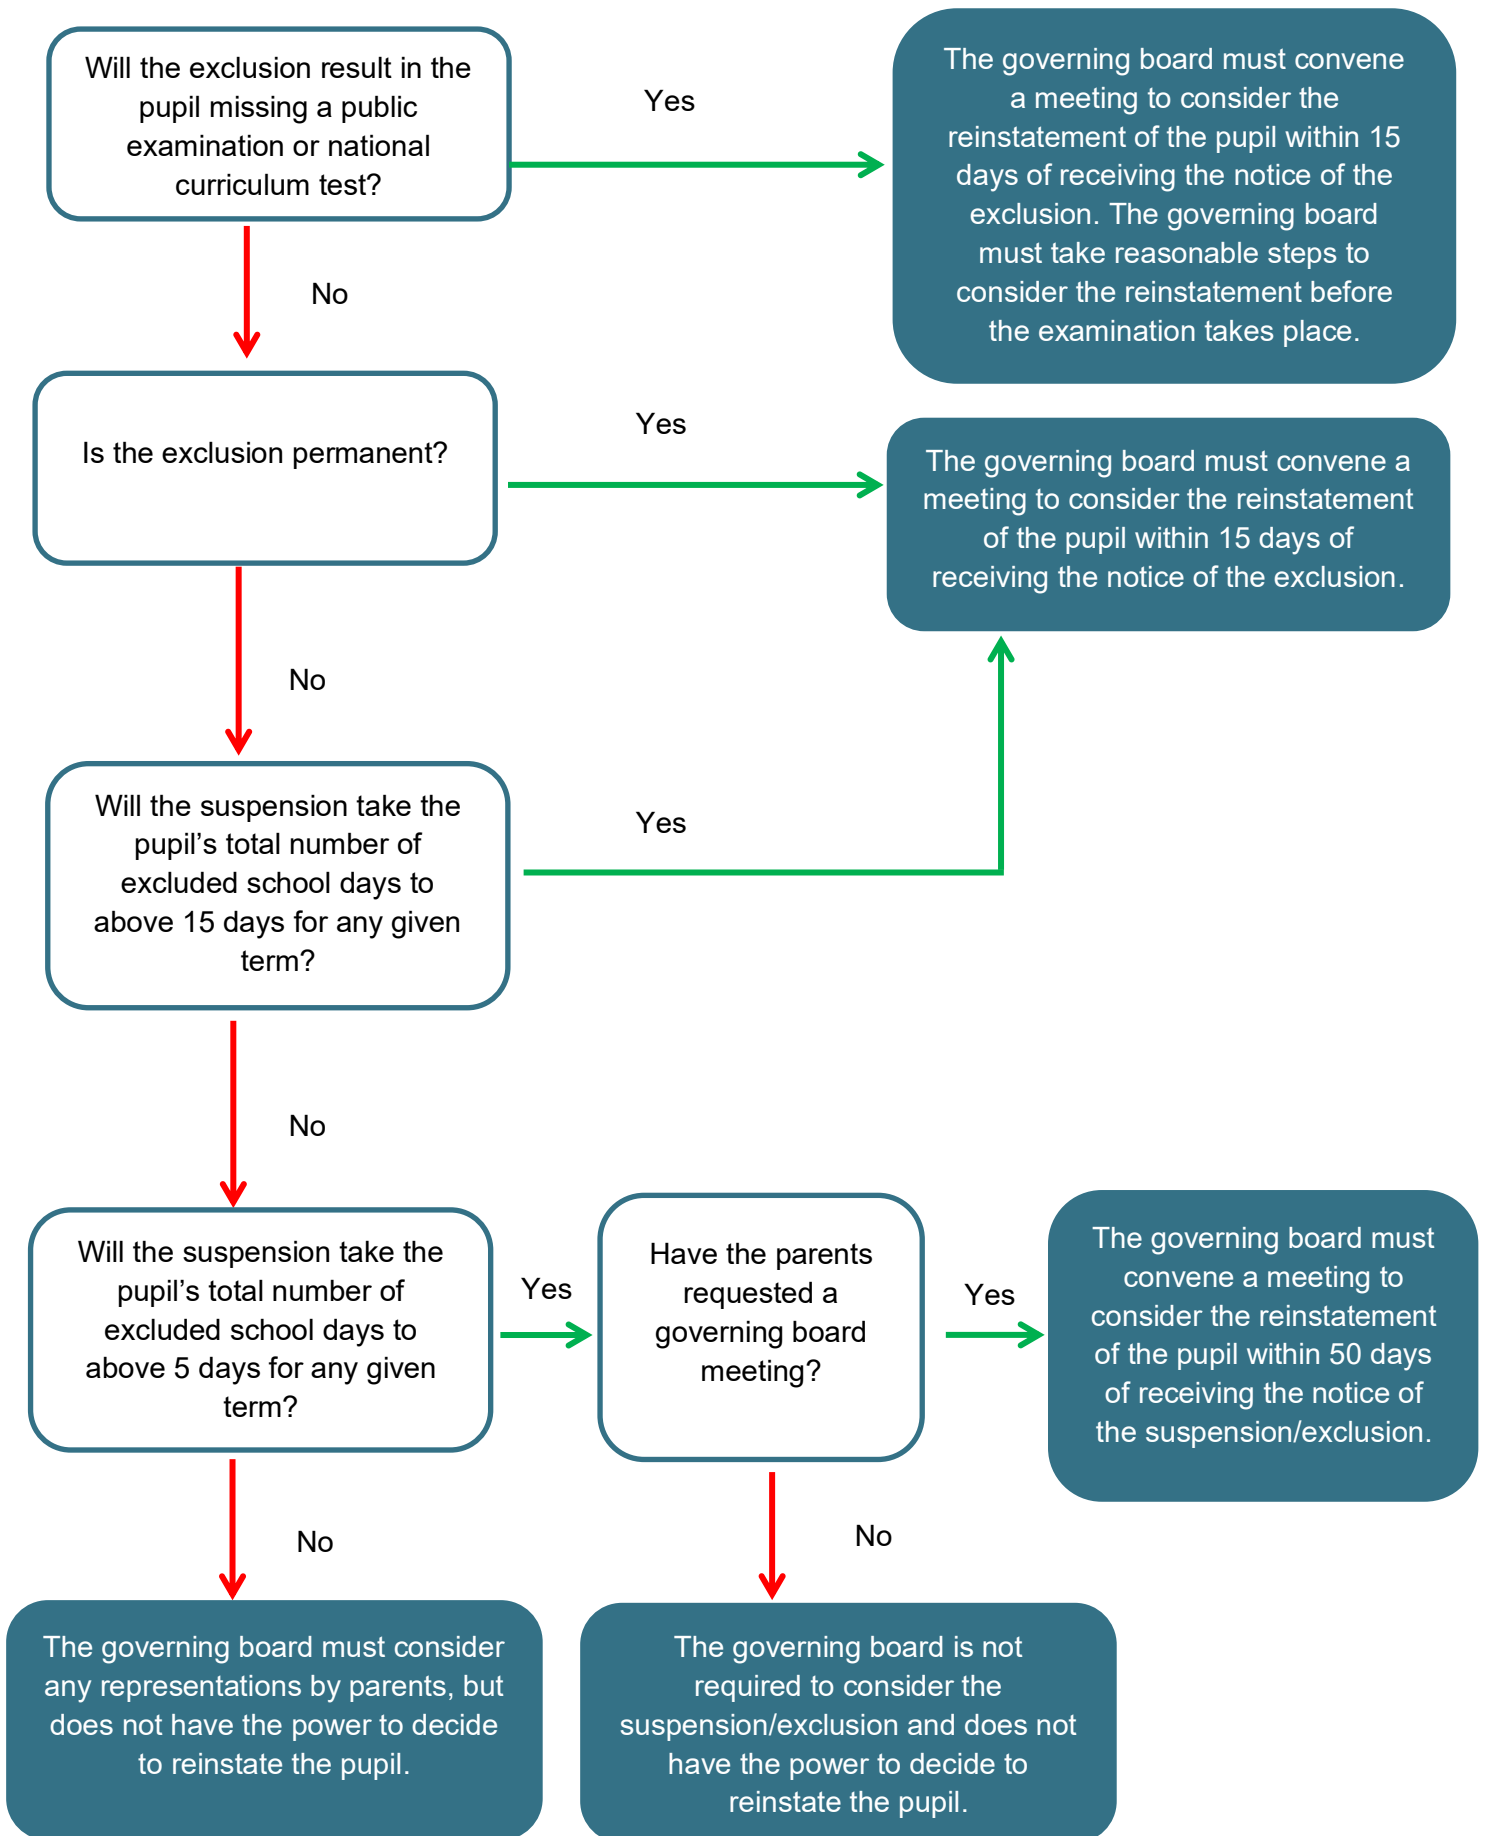 Will the exclusion result in the
pupil missing a public
examination or national
curriculum test?
Yes
The governing board must convene
a meeting to consider the
reinstatement of the pupil within 15
days of receiving the notice of the
exclusion. The governing board
must take reasonable steps to
consider the reinstatement before
the examination takes place.
No
Is the exclusion permanent?
Yes
The governing board must convene a
meeting to consider the reinstatement
of the pupil within 15 days of
receiving the notice of the exclusion.
No
Will the suspension take the
pupil’s total number of
excluded school days to
above 15 days for any given
term?
Yes
No
Will the suspension take the
pupil’s total number of
excluded school days to
above 5 days for any given
term?
Yes
Have the parents
requested a
governing board
meeting?
Yes
The governing board must
convene a meeting to
consider the reinstatement
of the pupil within 50 days
of receiving the notice of
the suspension/exclusion.
No
No
The governing board must consider
any representations by parents, but
does not have the power to decide
to reinstate the pupil.
The governing board is not
required to consider the
suspension/exclusion and does not
have the power to decide to
reinstate the pupil.